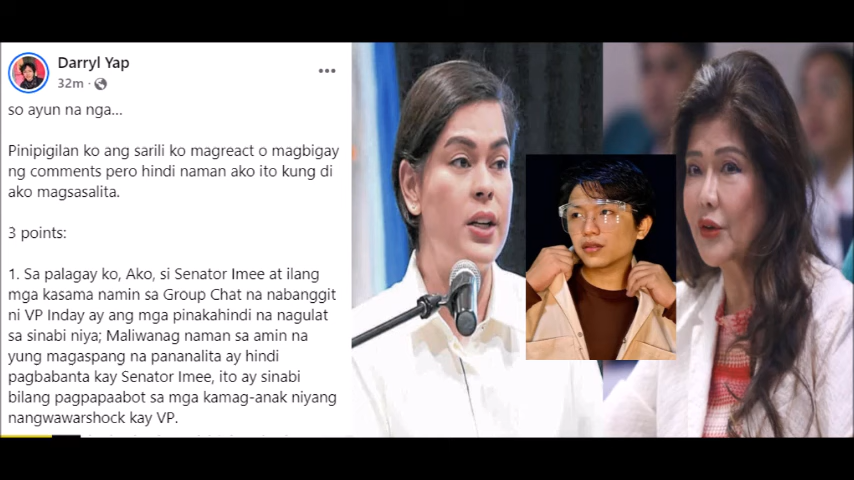 Darryl Yap
32m
so ayun na nga...
Pinipigilan ko ang sarili ko magreact o magbigay
ng comments pero hindi naman ako ito kung di
ako magsasalita.
3 points:
1. Sa palagay ko, Ako, si Senator Imee at ilang
mga kasama namin sa Group Chat na nabanggit
ni VP Inday ay ang mga pinakahindi na nagulat
sa sinabi niya; Maliwanag naman sa amin na
yung magaspang na pananalita ay hindi
pagbabanta kay Senator Imee, ito ay sinabi
bilang pagpapaabot sa mga kamag-anak niyang
nangwawarshock kay VP.